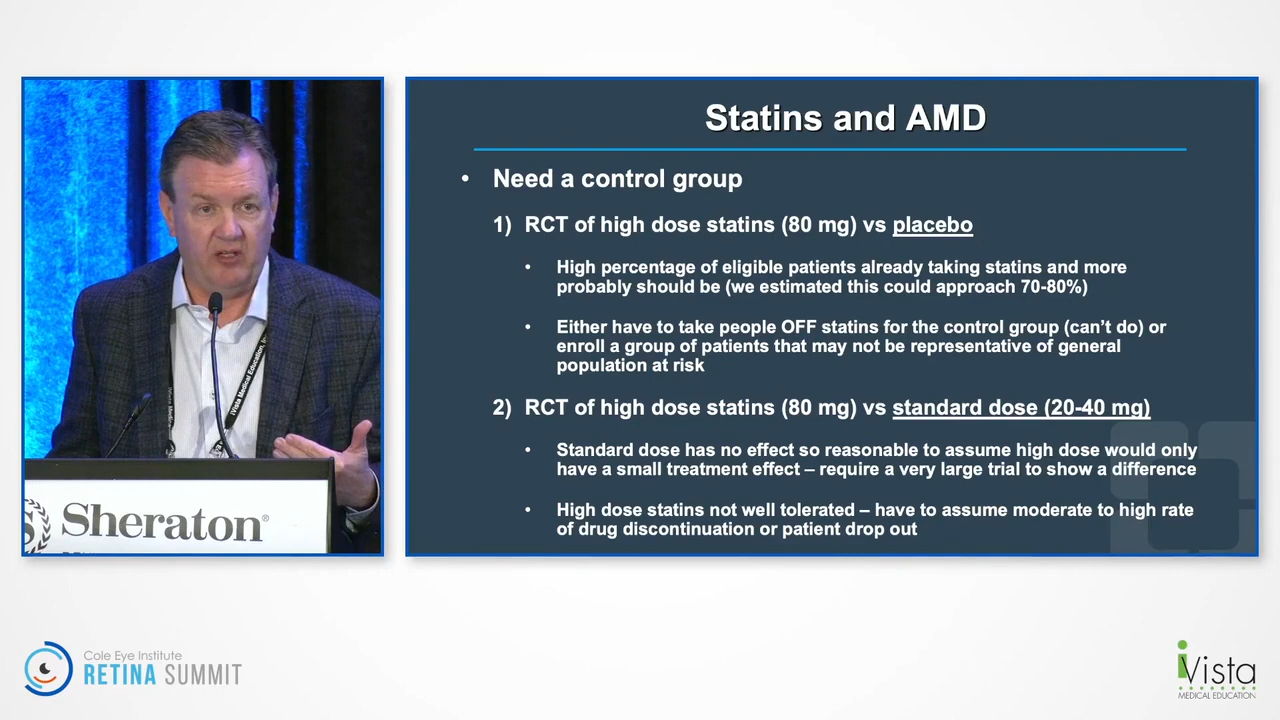 Statins and AMD
• Need a control group
1) RCT of high dose statins (80 mg) vs placebo
• High percentage of eligible patients already taking statins and more
probably should be (we estimated this could approach 70-80%)
• Either have to take people OFF statins for the control group (can't do) or
enroll a group of patients that may not be representative of general
population at risk
2) RCT of high dose statins (80 mg) vs standard dose (20-40 mg)
• Standard dose has no effect so reasonable to assume high dose would only
have a small treatment effect – require a very large trial to show a difference
• High dose statins not well tolerated – have to assume moderate to high rate
of drug discontinuation or patient drop out
iVista Medical Education,
Sheraton®
Cole Eye Institute
RETINA SUMMIT
iVista
MEDICAL EDUCATION